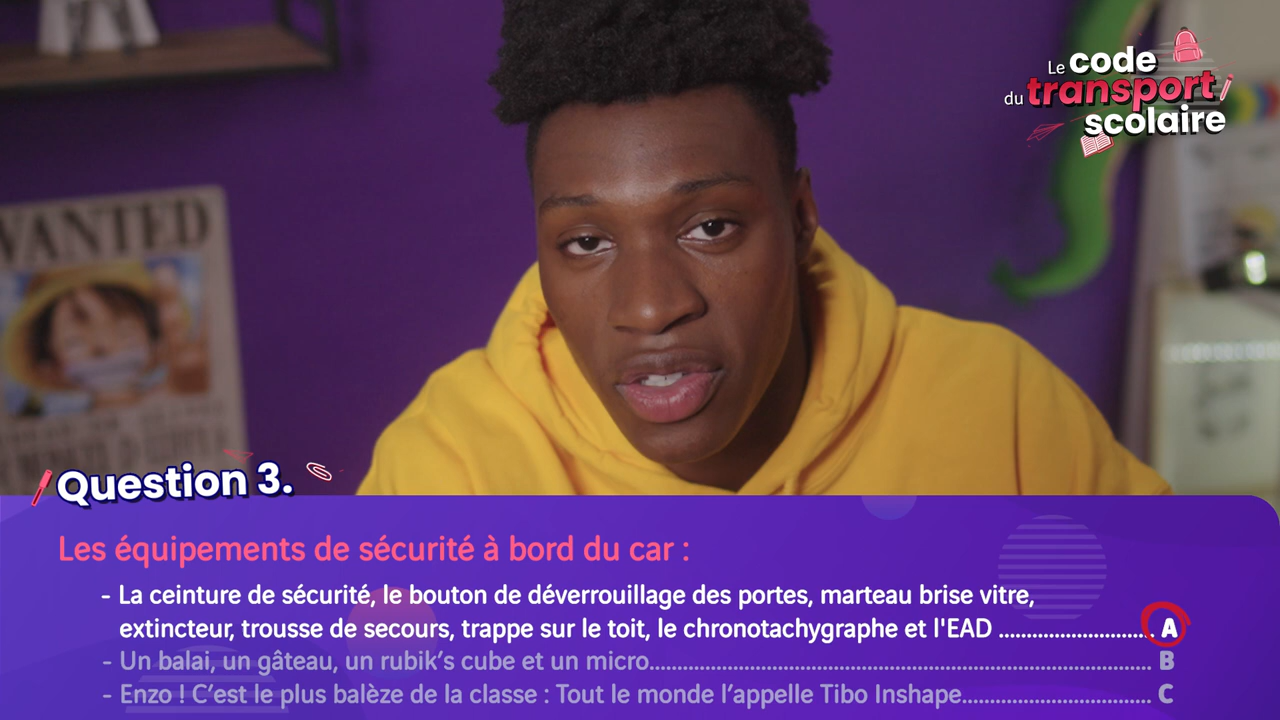 Le code
du transport
scolaire
WANTED
Question 3.
Les équipements de sécurité à bord du car :
- La ceinture de sécurité, le bouton de déverrouillage des portes, marteau brise vitre,
extincteur, trousse de secours, trappe sur le toit, le chronotachygraphe et l'EAD ........................... A
- Un balai, un gâteau, un rubik’s cube et un micro........................................................................................ B
- Enzo ! C’est le plus balèze de la classe : Tout le monde l’appelle Tibo Inshape................................. C